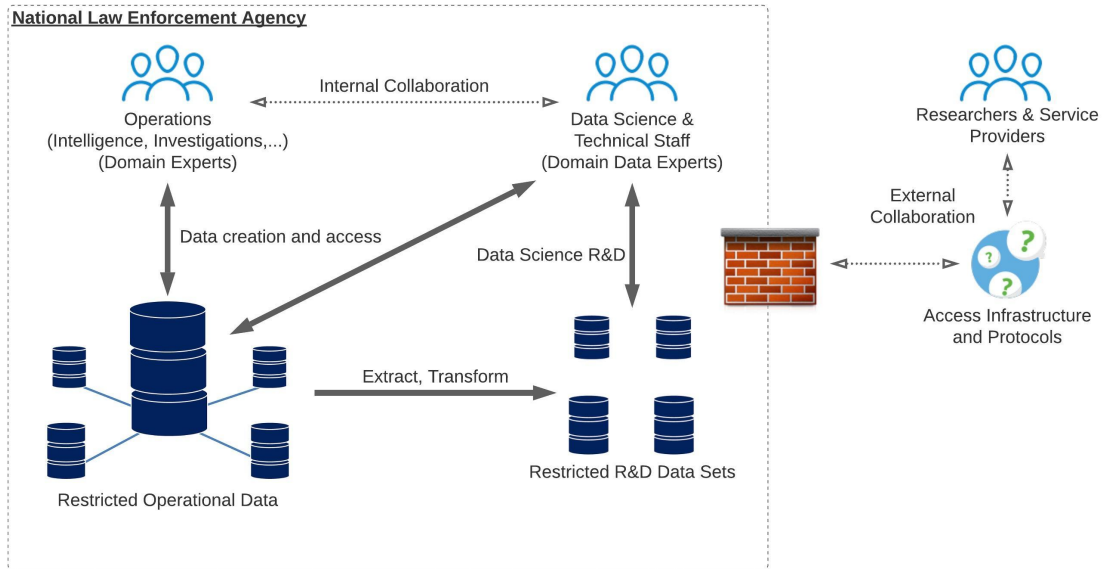 National Law Enforcement Agency
Internal Collaboration
Operations
(Intelligence, Investigations,...)
(Domain Experts)
Data Science &
Technical Staff
(Domain Data Experts)
Researchers & Service
Providers
External
Collaboration
Data creation and access
Data Science R&D
?
?
?
Access Infrastructure
and Protocols
Extract, Transform
Restricted R&D Data Sets
Restricted Operational Data